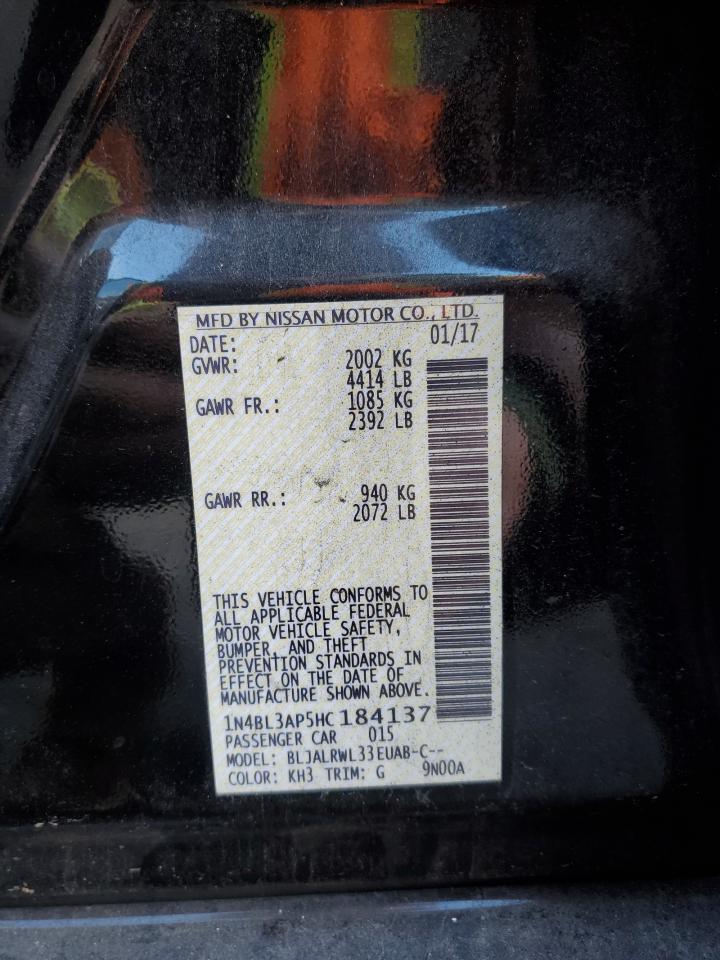 MFD BY NISSAN MOTOR CO., LTD.
DATE: 01/17
GVWR: 2002 KG
4414 LB
GAWR FR.: 1085 KG
2392 LB
GAWR RR.: 940 KG
2072 LB
THIS VEHICLE CONFORMS TO
ALL APPLICABLE FEDERAL
MOTOR VEHICLE SAFETY,
BUMPER, AND THEFT
PREVENTION STANDARDS IN
EFFECT ON THE DATE OF
MANUFACTURE SHOWN ABOVE.
1N4BL3AP5HC184137
PASSENGER CAR 015
MODEL: BLJALRWL33EUAB-C--
COLOR: KH3 TRIM: G 9N00A